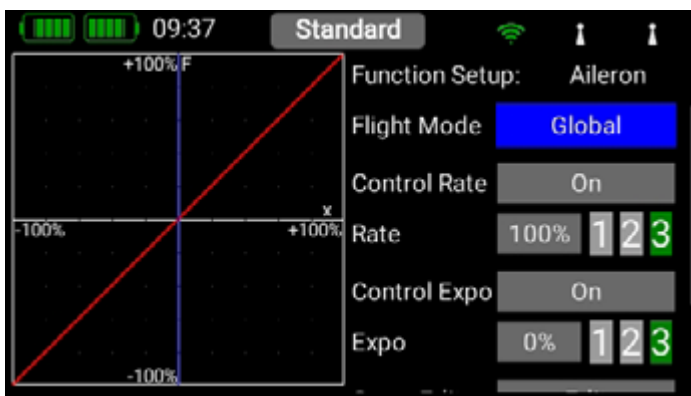 09:37 Standard
+100% F
Function Setup: Aileron
Flight Mode Global
Control Rate On
x
-100% +100%
Rate 100% 1 2 3
Control Expo On
Expo 0% 1 2 3
-100%